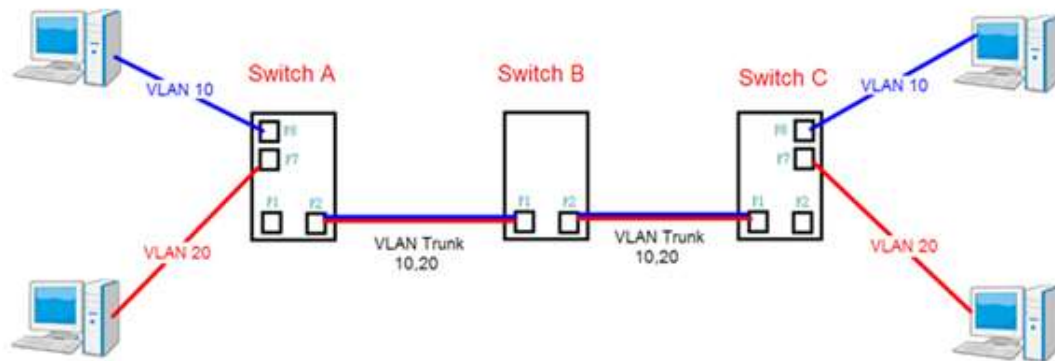 Switch A
Switch B
Switch C
VLAN 10
VLAN 10
P8
P7
P1
P2
P1
P2
P8
P7
P1
P2
VLAN Trunk
10,20
VLAN Trunk
10,20
VLAN 20
VLAN 20